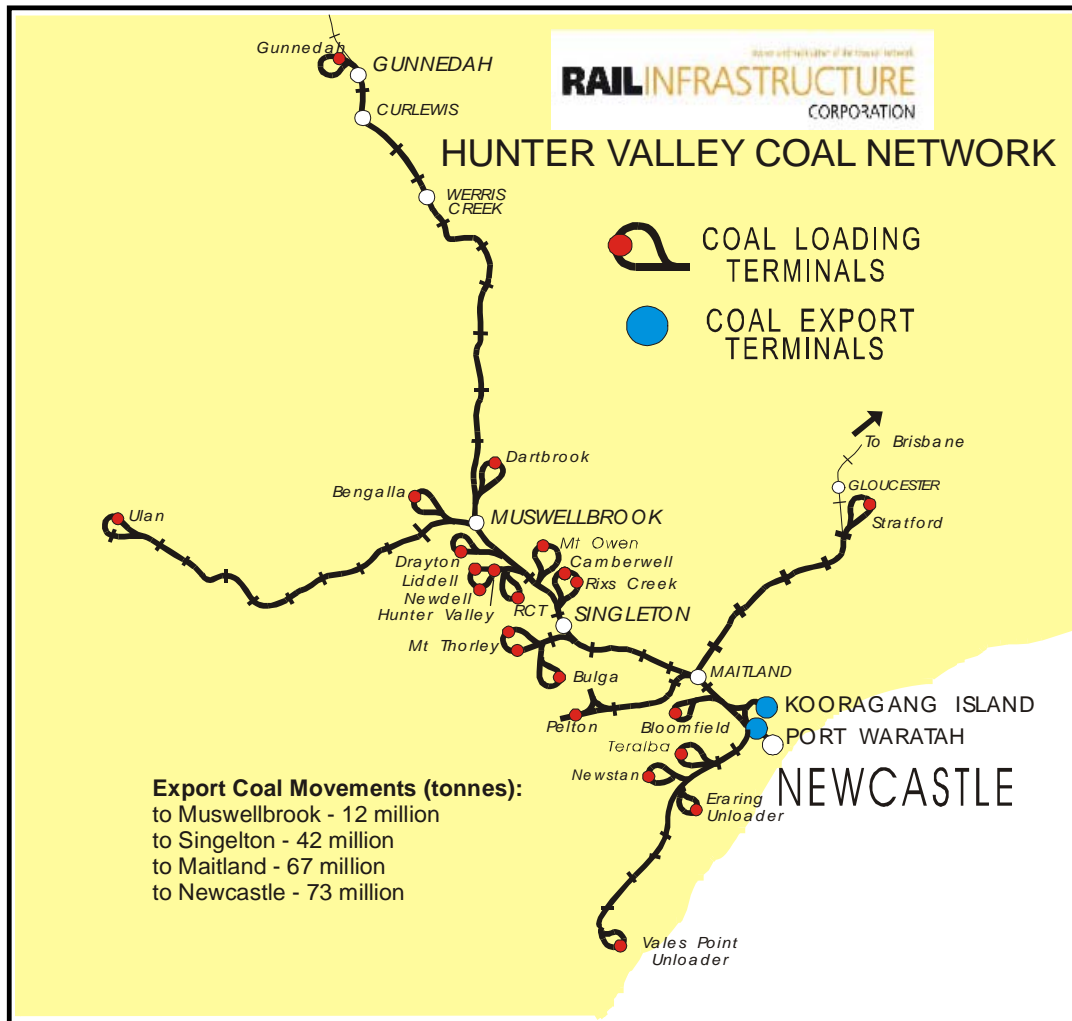 Gunnedah
GUNNEDAH
CURLEWIS
WERRIS
CREEK
RAILINFRASTRUCTURE
CORPORATION
HUNTER VALLEY COAL NETWORK
COAL LOADING
TERMINALS
COAL EXPORT
TERMINALS
To Brisbane
GLOUCESTER
Stratford
Dartbrook
Bengalla
Ulan
MUSWELLBROOK
Mt Owen
Drayton
Camberwell
Liddell
Rixs Creek
Newdell
Hunter Valley
RCT
SINGLETON
Mt Thorley
Bulga
MAITLAND
Pelton
Bloomfield
KOORAGANG ISLAND
PORT WARATAH
Teralba
Newstan
NEWCASTLE
Eraring
Unloader
Export Coal Movements (tonnes):
to Muswellbrook - 12 million
to Singelton - 42 million
to Maitland - 67 million
to Newcastle - 73 million
Vales Point
Unloader